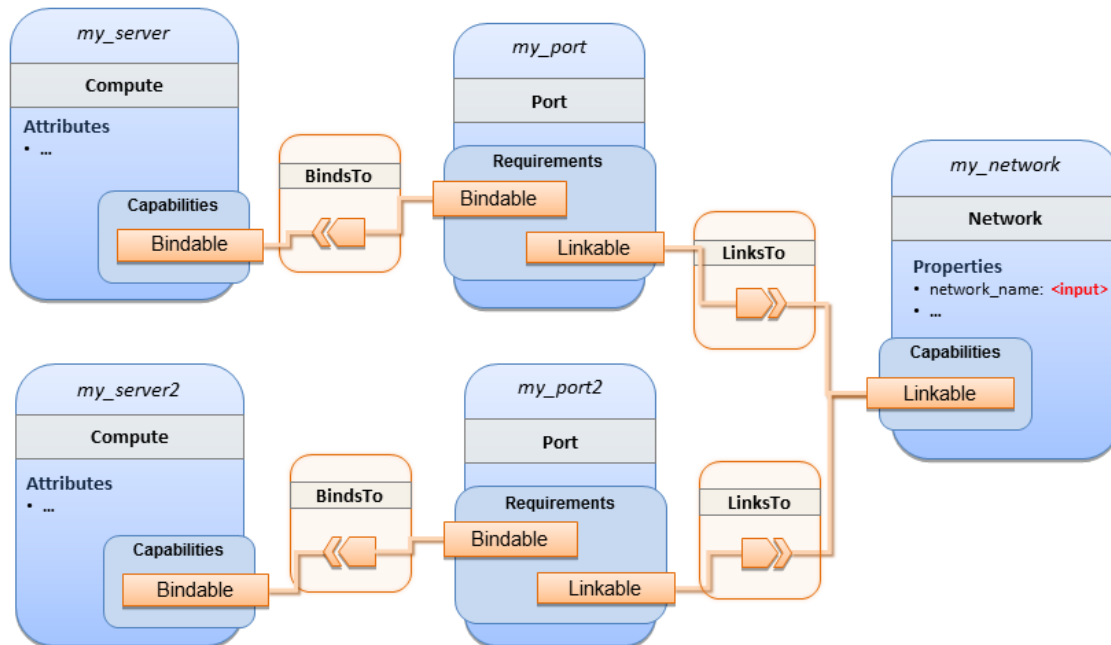 my_server
Compute
Attributes
• ...
Capabilities
Bindable
BindsTo
my_port
Port
Requirements
Bindable
Linkable
LinksTo
my_network
Network
Properties
• network_name: <input>
• ...
Capabilities
Linkable
my_server2
Compute
Attributes
• ...
Capabilities
Bindable
BindsTo
my_port2
Port
Requirements
Bindable
Linkable
LinksTo